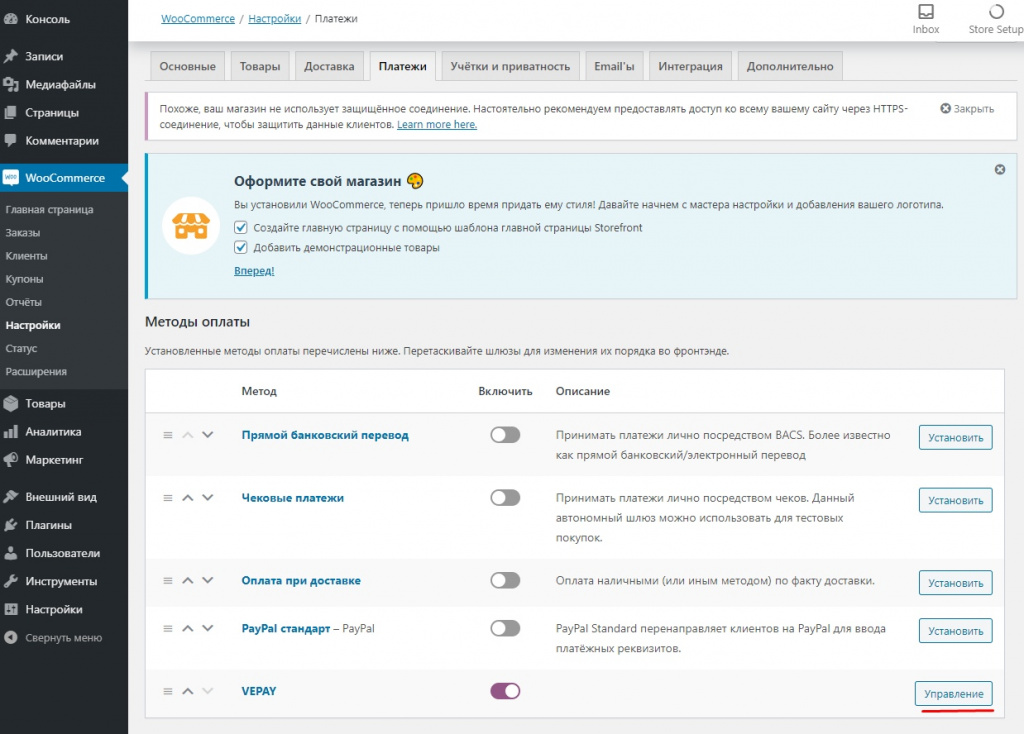 Консоль
Записи
Медиафайлы
Страницы
Комментарии
WOO WooCommerce
Главная страница
Заказы
Клиенты
Купоны
Отчёты
Настройки
Статус
Расширения
Товары
Аналитика
Маркетинг
Внешний вид
Плагины
Пользователи
Инструменты
Настройки
Свернуть меню
WooCommerce / Настройки / Платежи
Inbox
Store Setup
Основные Товары Доставка Платежи Учётки и приватность Email'ы Интеграция Дополнительно
Похоже, ваш магазин не использует защищённое соединение. Настоятельно рекомендуем предоставлять доступ ко всему вашему сайту через HTTPS-
соединение, чтобы защитить данные клиентов. Learn more here.
Закрыть
Оформите свой магазин
Вы установили WooCommerce, теперь пришло время придать ему стиля! Давайте начнем с мастера настройки и добавления вашего логотипа.
Создайте главную страницу с помощью шаблона главной страницы Storefront
Добавить демонстрационные товары
Вперед!
Методы оплаты
Установленные методы оплаты перечислены ниже. Перетаскивайте шлюзы для изменения их порядка во фронтэнде.
Метод Включить Описание
Прямой банковский перевод
Принимать платежи лично посредством BACS. Более известно
как прямой банковский/электронный перевод
Установить
Чековые платежи
Принимать платежи лично посредством чеков. Данный
автономный шлюз можно использовать для тестовых
покупок.
Установить
Оплата при доставке
Оплата наличными (или иным методом) по факту доставки.
Установить
PayPal стандарт – PayPal
PayPal Standard перенаправляет клиентов на PayPal для ввода
платёжных реквизитов.
Установить
VEPAY
Управление